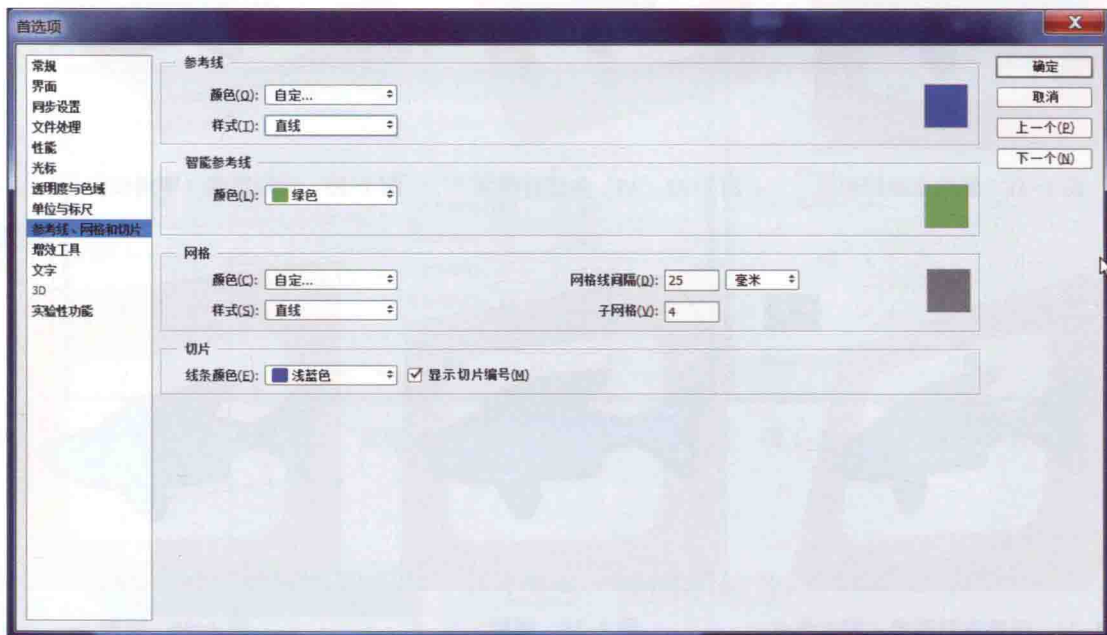 首选项
X
常规
界面
同步设置
文件处理
性能
光标
透明度与色域
单位与标尺
参考线、网格和切片
增效工具
文字
3D
实验性功能
参考线
颜色(O): 自定...
样式(T): 直线
智能参考线
颜色(L): 绿色
网格
颜色(C): 自定...
网格线间隔(D): 25 毫米
样式(S): 直线
子网格(V): 4
切片
线条颜色(E): 浅蓝色 显示切片编号(M)
确定
取消
上一个(P)
下一个(N)